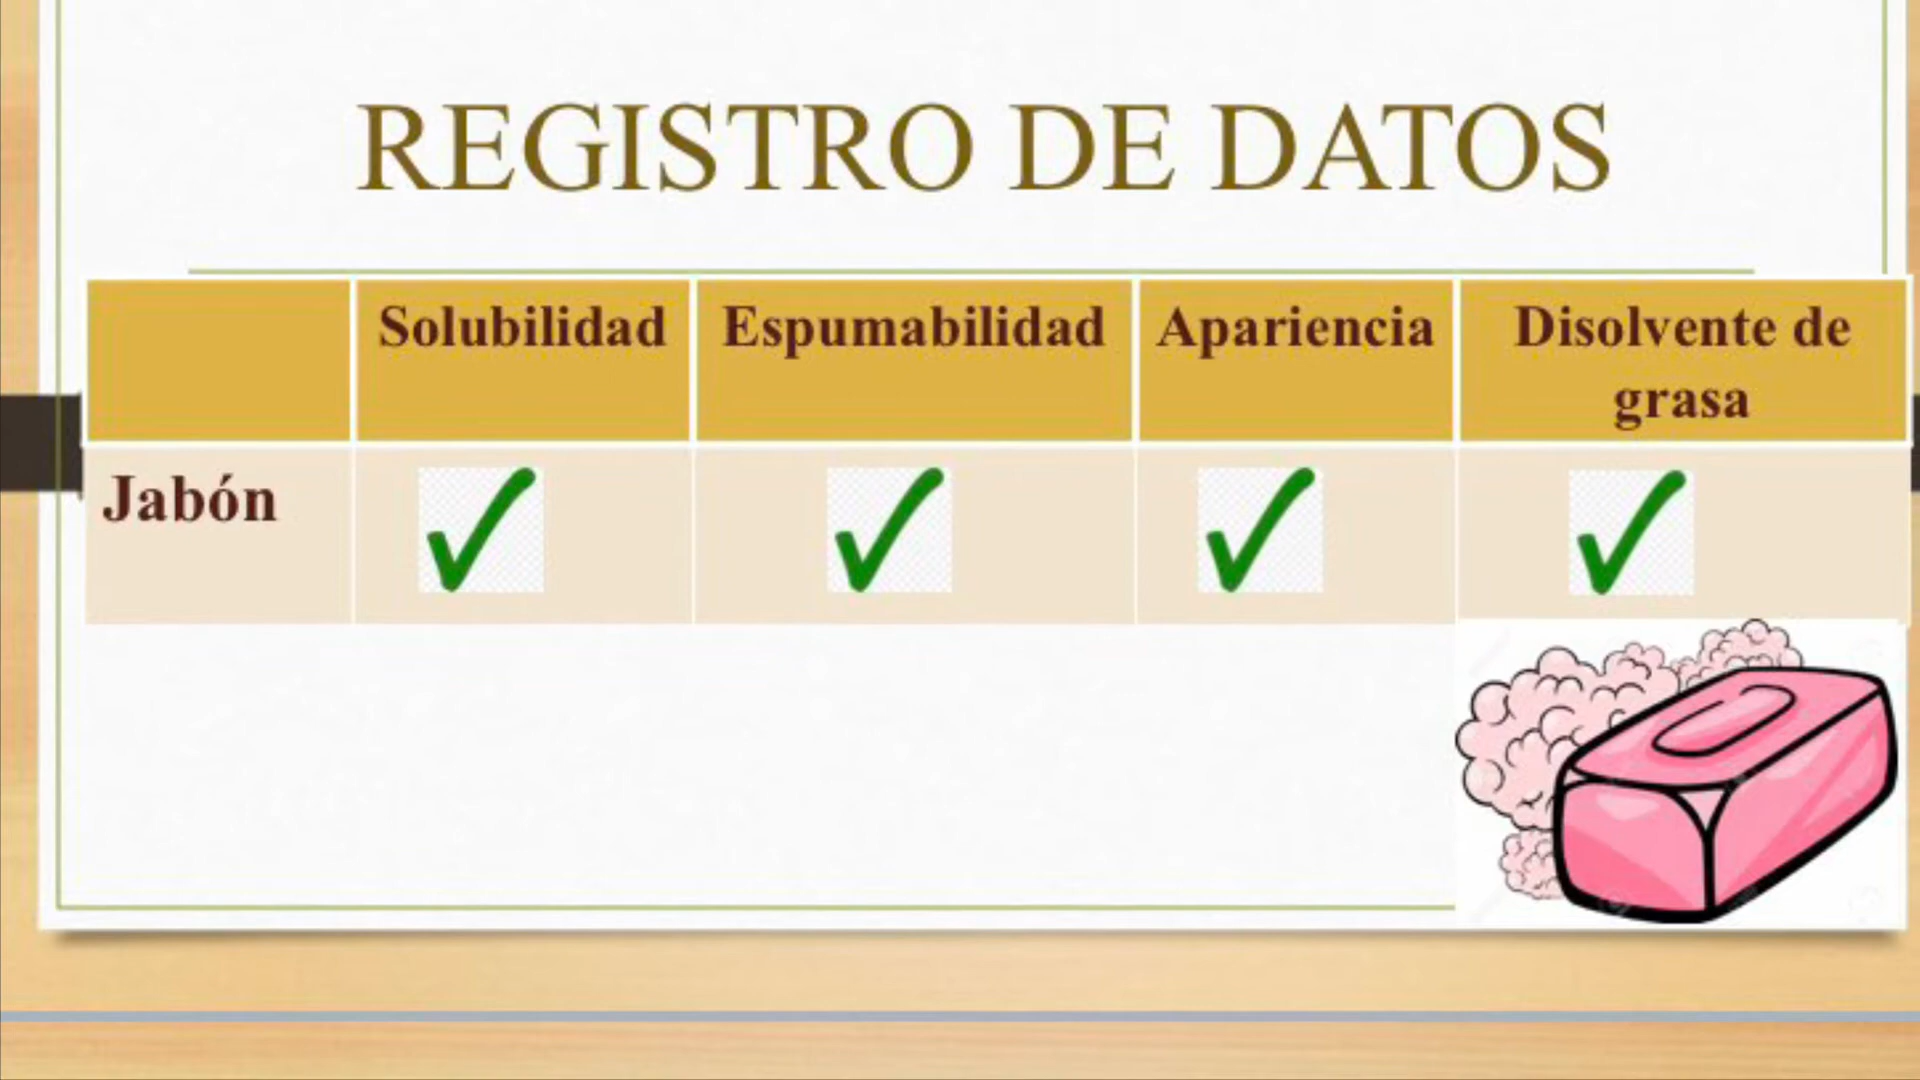 REGISTRO DE DATOS
Solubilidad Espumabilidad Apariencia Disolvente de
grasa
Jabón